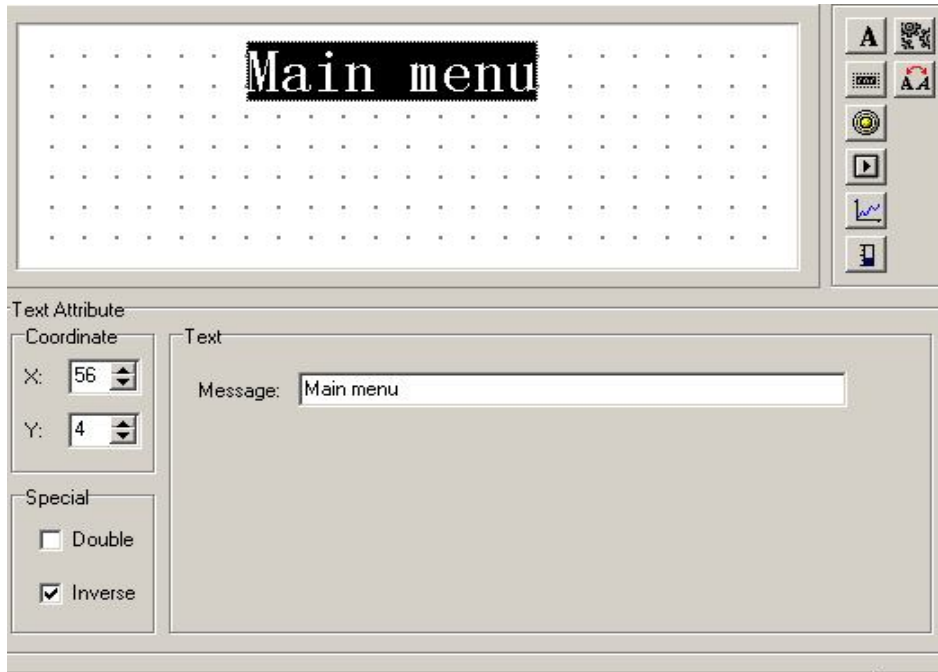 Main menu
A
A A
Text Attribute
Coordinate
X: 56
Y: 4
Text
Message: Main menu
Special
Double
Inverse